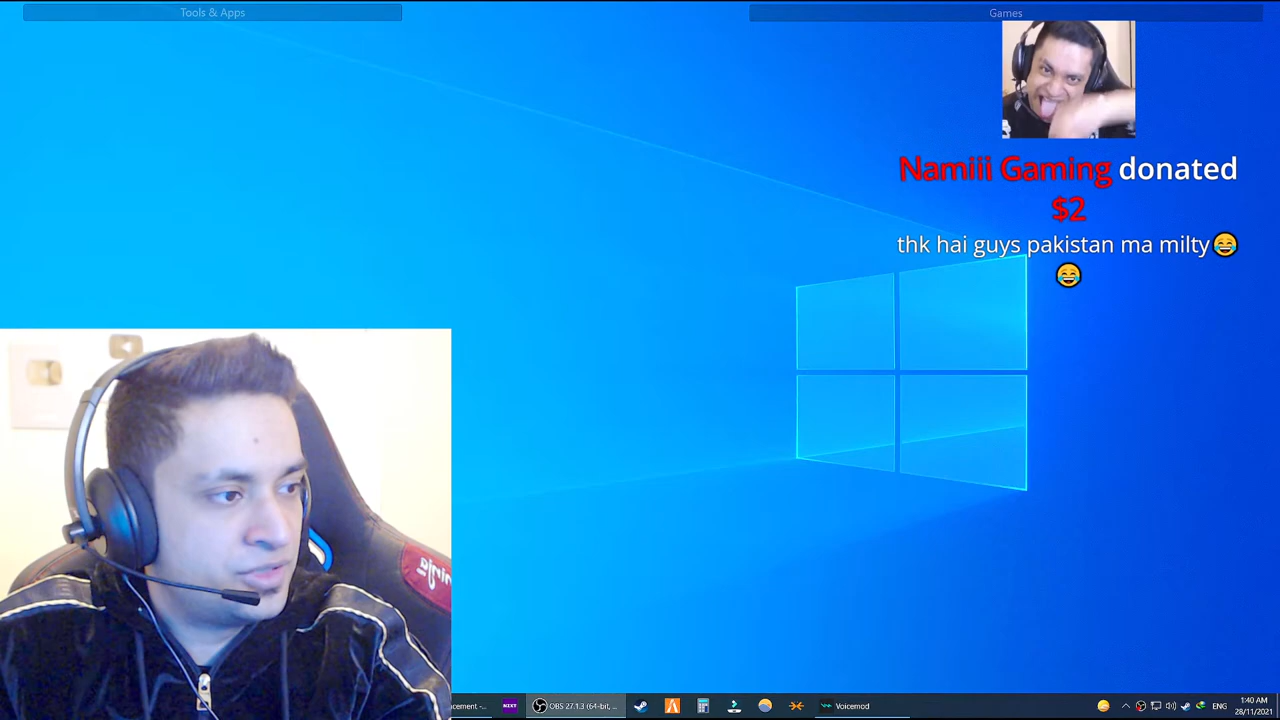 Tools & Apps
Games
Namiii Gaming donated
$2
thk hai guys pakistan ma milty😂
😂
NZXT
OBS 27.1.3 (64-bit, ...
Voicemod
ENG
1:40 AM
28/11/2021